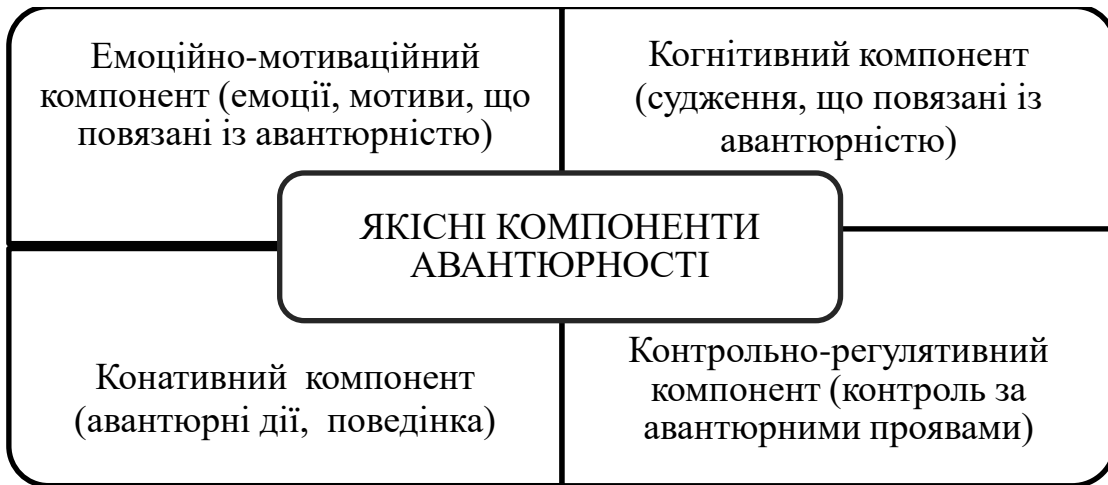 Емоційно-мотиваційний
компонент (емоції, мотиви, що
повязані із авантюрністю)
Когнітивний компонент
(судження, що повязані із
авантюрністю)
ЯКІСНІ КОМПОНЕНТИ
АВАНТЮРНОСТІ
Конативний компонент
(авантюрні дії, поведінка)
Контрольно-регулятивний
компонент (контроль за
авантюрними проявами)